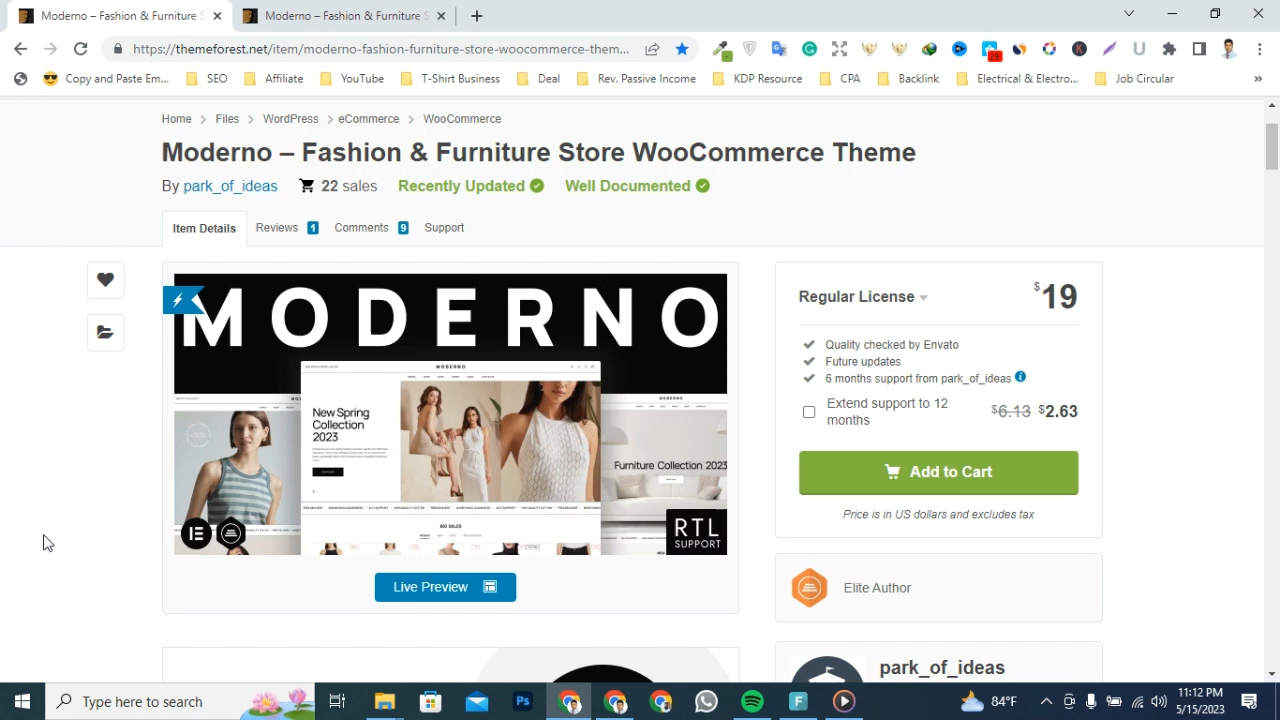 Moderno – Fashion & Furniture S
Moderno – Fashion & Furniture S
https://themeforest.net/item/moderno-fashion-furniture-store-woocommerce-them...
29
Copy and Paste Em...
SEO
Affiliate
YouTube
T-Shirt Business
Deal
Rev. Passive Income
KDP Resource
CPA
Backlink
Electrical & Electro...
Job Circular
»
Home > Files > WordPress > eCommerce > WooCommerce
Moderno – Fashion & Furniture Store WooCommerce Theme
By park_of_ideas 22 sales Recently Updated Well Documented
Item Details Reviews 1 Comments 9 Support
MODERNO
MODERNO
New Spring
Collection
2023
Furniture Collection 2023
BIG SALES
RTL
SUPPORT
Live Preview
Regular License $19
Quality checked by Envato
Future updates
6 months support from park_of_ideas
Extend support to 12 months $6.13 $2.63
Add to Cart
Price is in US dollars and excludes tax
Elite Author
park_of_ideas
Type here to search
Ps
F
84°F
11:12 PM
5/15/2023